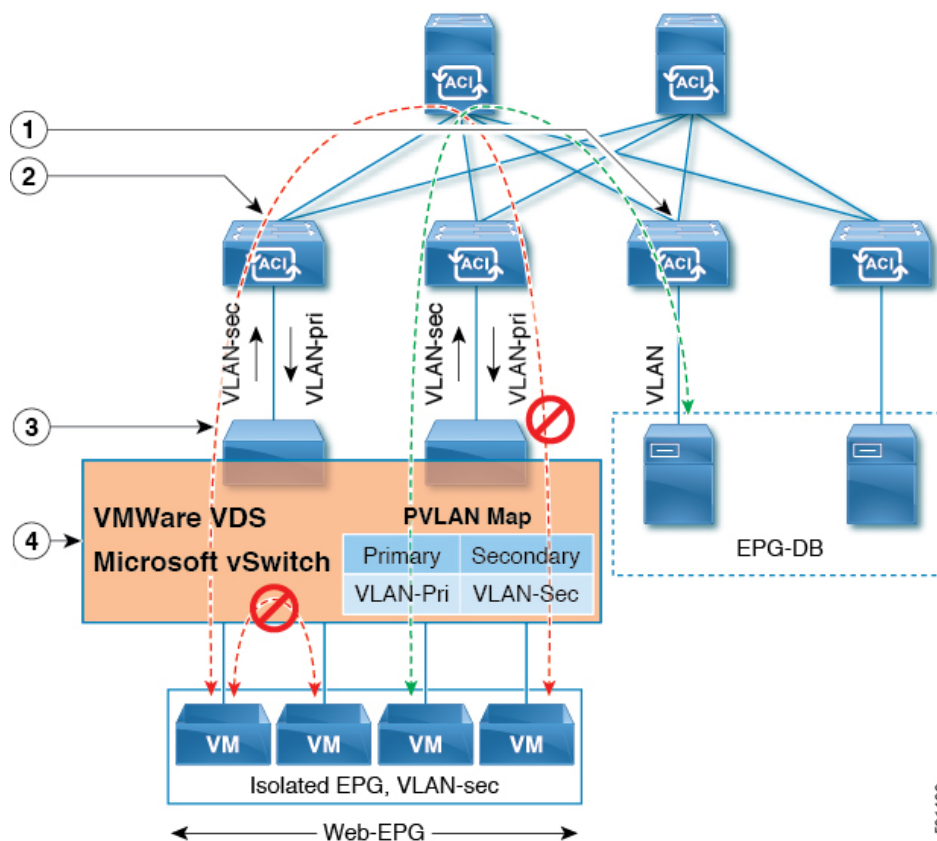 ACI
ACI
1
2
ACI
ACI
ACI
ACI
VLAN-sec
VLAN-pri
VLAN-sec
VLAN-pri
VLAN
3
4
VMWare VDS
Microsoft vSwitch
PVLAN Map
Primary
Secondary
VLAN-Pri
VLAN-Sec
EPG-DB
VM
VM
VM
VM
Isolated EPG, VLAN-sec
Web-EPG